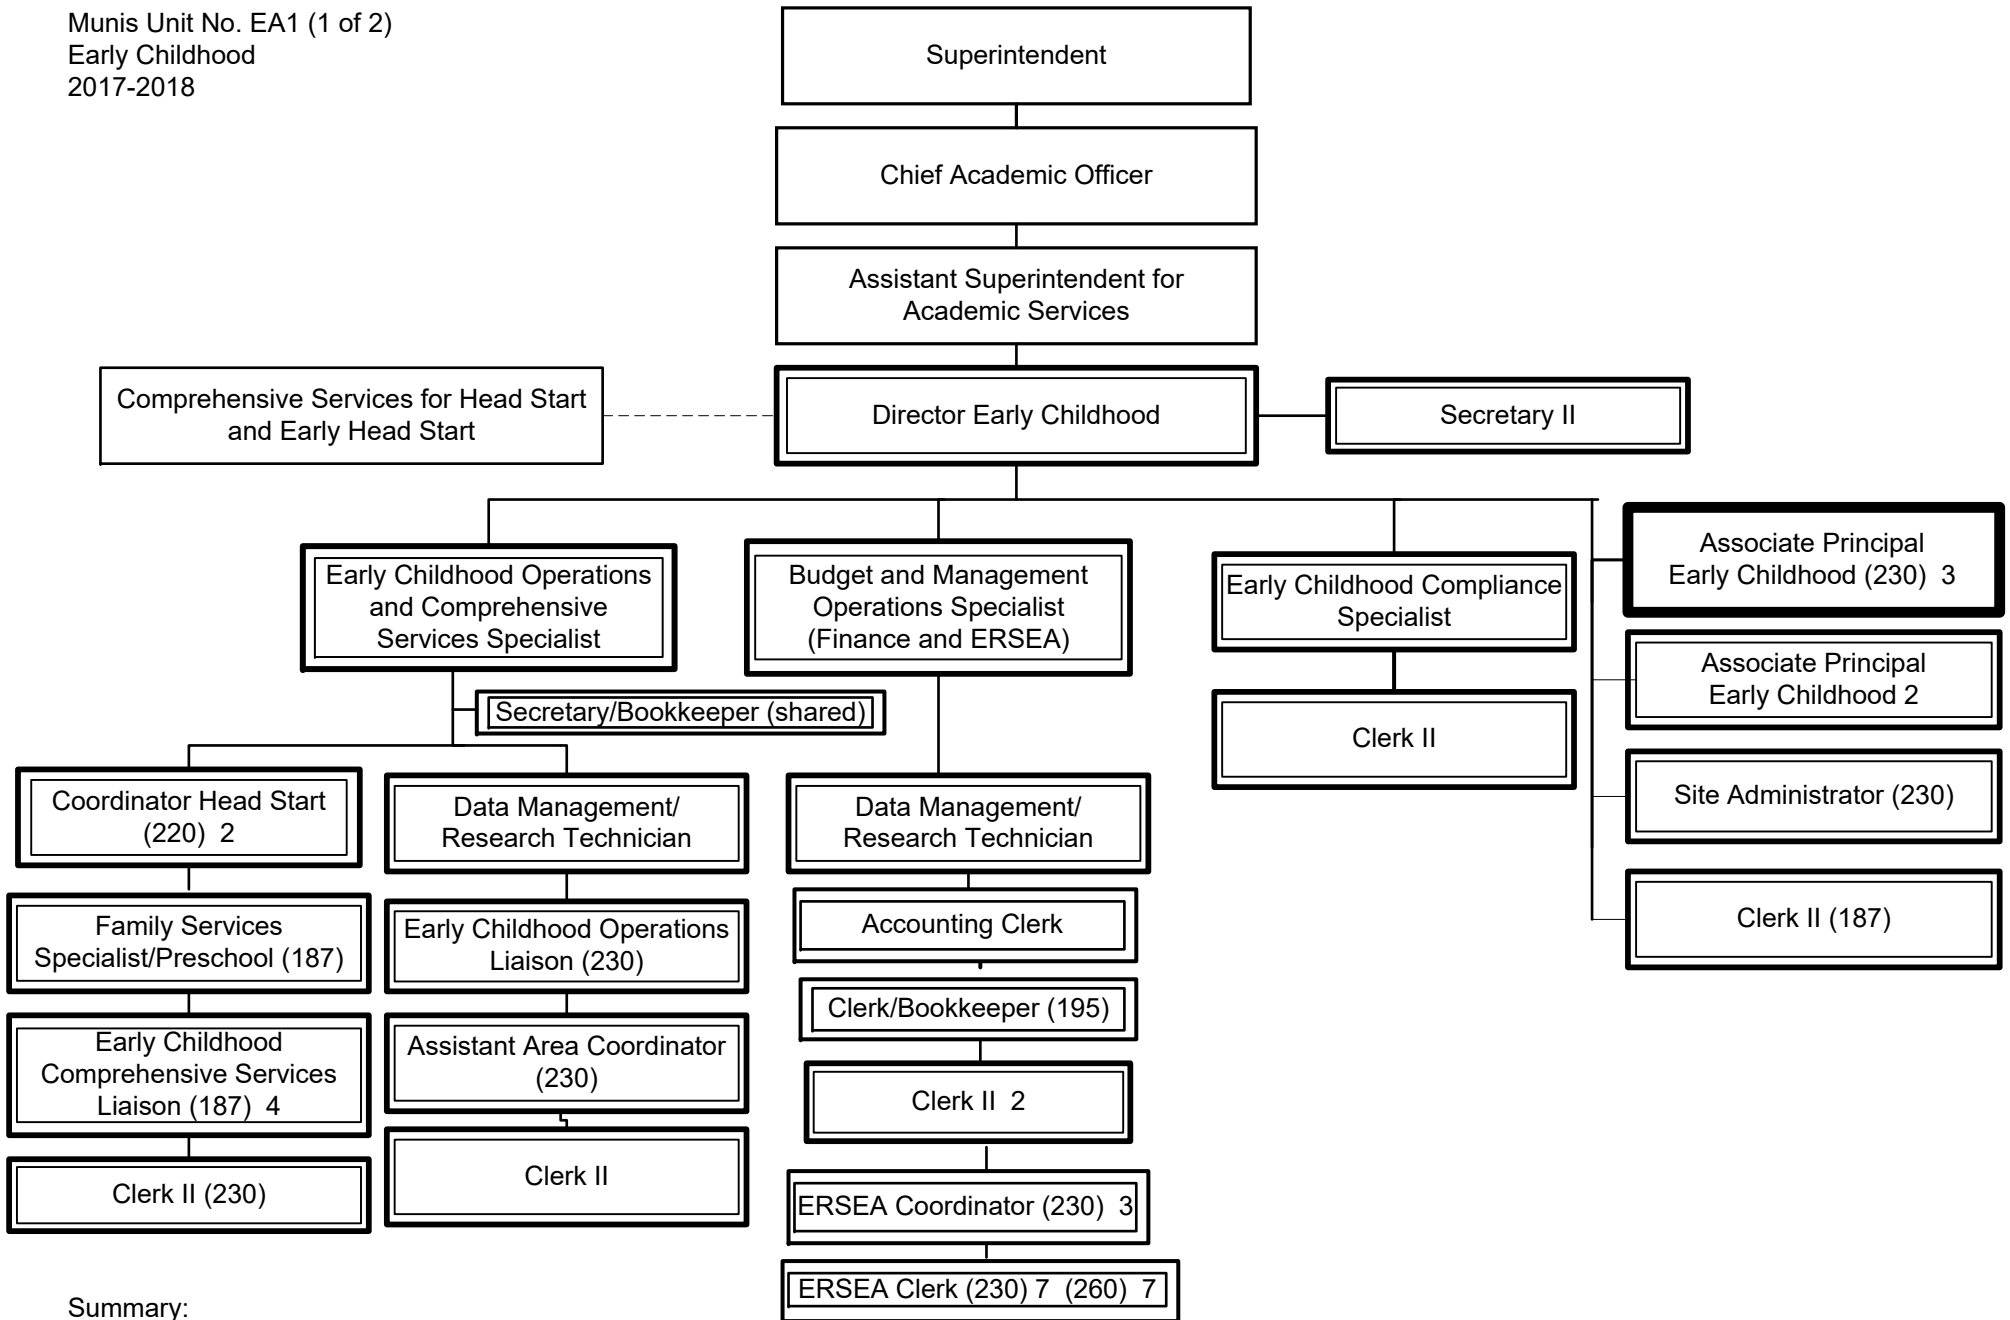 Munis Unit No. EA1 (1 of 2)
Early Childhood
2017-2018
Superintendent
Chief Academic Officer
Assistant Superintendent for
Academic Services
Comprehensive Services for Head Start
and Early Head Start
Director Early Childhood
Secretary II
Early Childhood Operations
and Comprehensive
Services Specialist
Budget and Management
Operations Specialist
(Finance and ERSEA)
Early Childhood Compliance
Specialist
Associate Principal
Early Childhood (230)  3
Associate Principal
Early Childhood 2
Site Administrator (230)
Clerk II (187)
Secretary/Bookkeeper (shared)
Clerk II
Coordinator Head Start
(220)  2
Family Services
Specialist/Preschool (187)
Early Childhood
Comprehensive Services
Liaison (187)  4
Clerk II (230)
Data Management/
Research Technician
Early Childhood Operations
Liaison (230)
Assistant Area Coordinator
(230)
Clerk II
Data Management/
Research Technician
Accounting Clerk
Clerk/Bookkeeper (195)
Clerk II  2
ERSEA Coordinator (230)  3
ERSEA Clerk (230) 7  (260)  7
Summary: